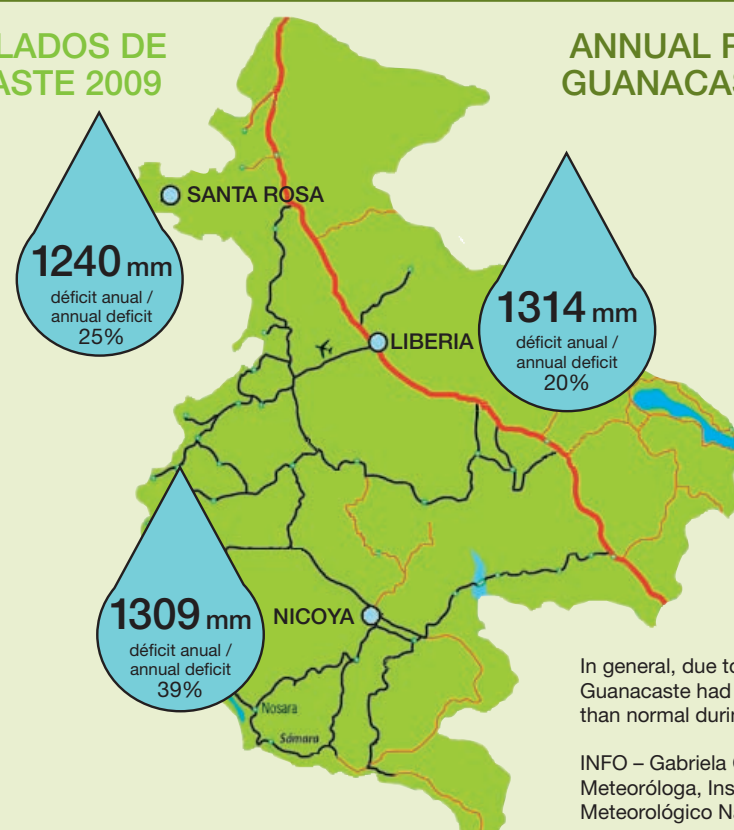 LADOS DE
ASTE 2009
ANNUAL
GUANACAS
SANTA ROSA
1240 mm
déficit anual /
annual deficit
25%
1314 mm
déficit anual /
annual deficit
20%
LIBERIA
1309 mm
déficit anual /
annual deficit
39%
NICOYA
Nosara
Sámara
In general, due to
Guanacaste had
than normal durin
INFO – Gabriela
Meteoróloga, Ins
Meteorológico Na